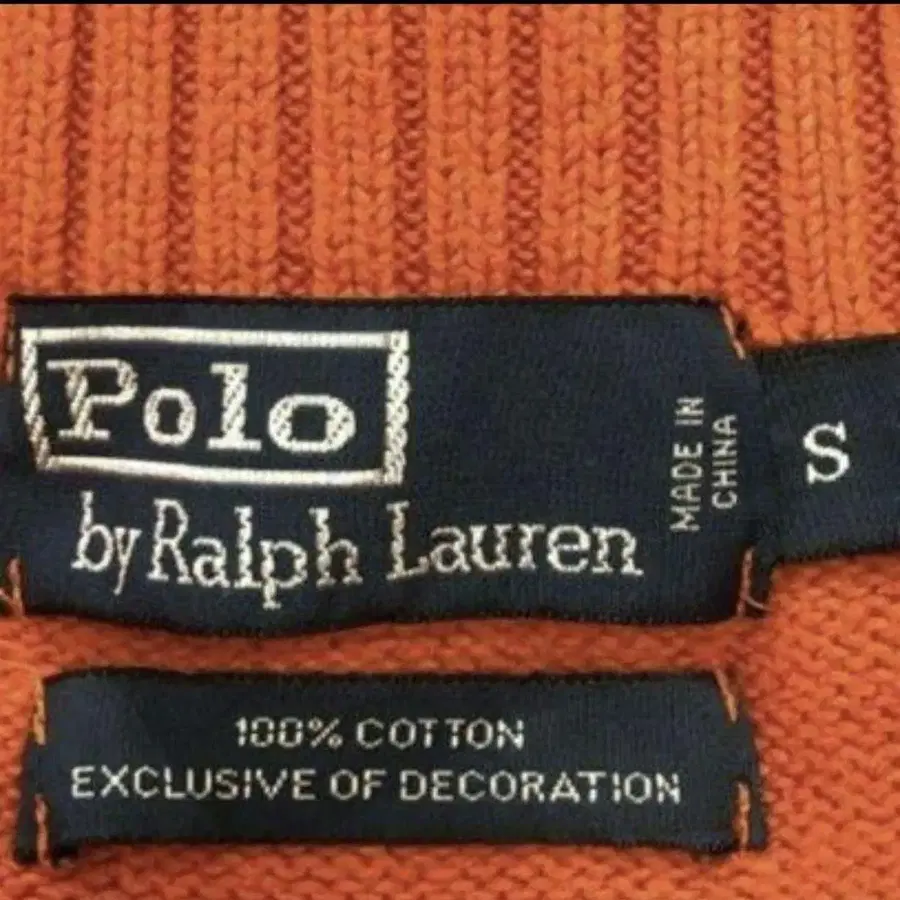 Polo
by Ralph Lauren
MADE IN
CHINA
S
100% COTTON
EXCLUSIVE OF DECORATION